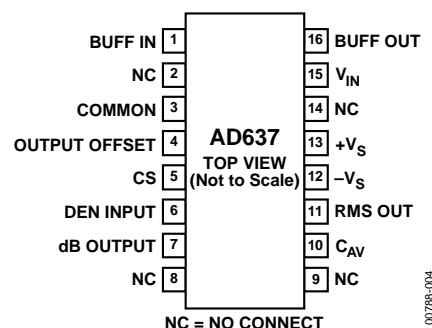 BUFF IN 1
NC 2
COMMON 3
OUTPUT OFFSET 4
CS 5
DEN INPUT 6
dB OUTPUT 7
NC 8
AD637
TOP VIEW
(Not to Scale)
16 BUFF OUT
15 VIN
14 NC
13 +VS
12 –VS
11 RMS OUT
10 CAV
9 NC
NC = NO CONNECT
00788-004